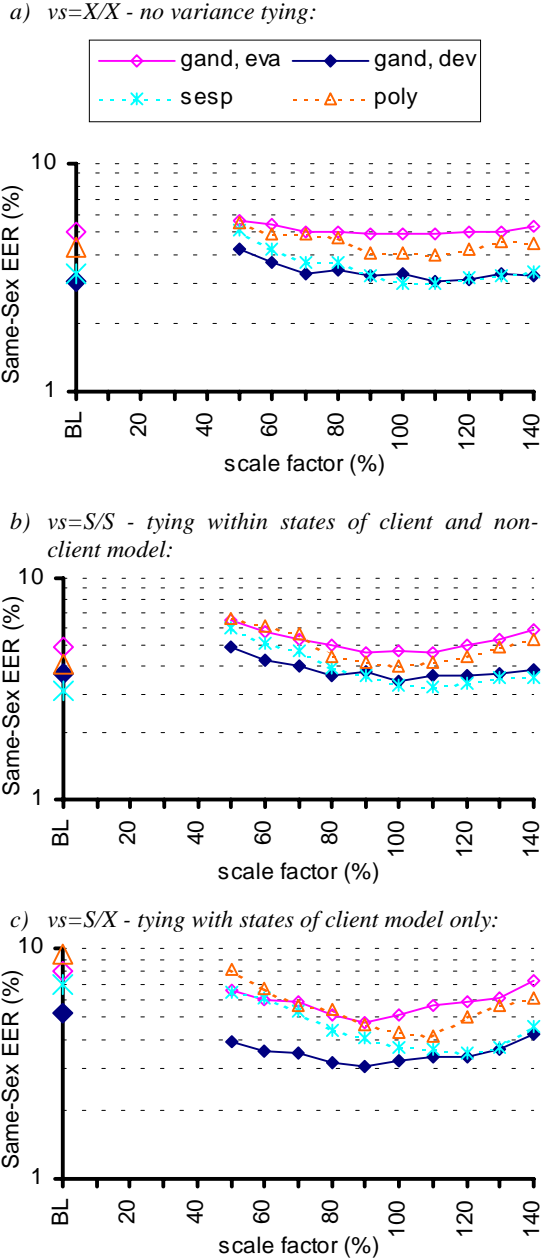 a) vs=X/X - no variance tying:
gand, eva gand, dev
sesp poly
10
Same-Sex EER (%)
1
BL 20 40 60 80 100 120 140
scale factor (%)
b) vs=S/S - tying within states of client and non-
client model:
10
Same-Sex EER (%)
1
BL 20 40 60 80 100 120 140
scale factor (%)
c) vs=S/X - tying with states of client model only:
10
Same-Sex EER (%)
1
BL 20 40 60 80 100 120 140
scale factor (%)